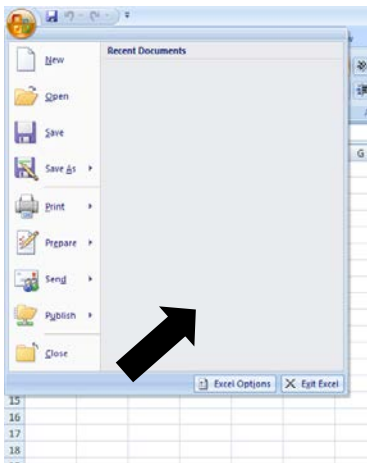 Recent Documents
New
Open
Save
Save As
Print
Prepare
Send
Publish
Close
Excel Options
Exit Excel
G
15
16
17
18